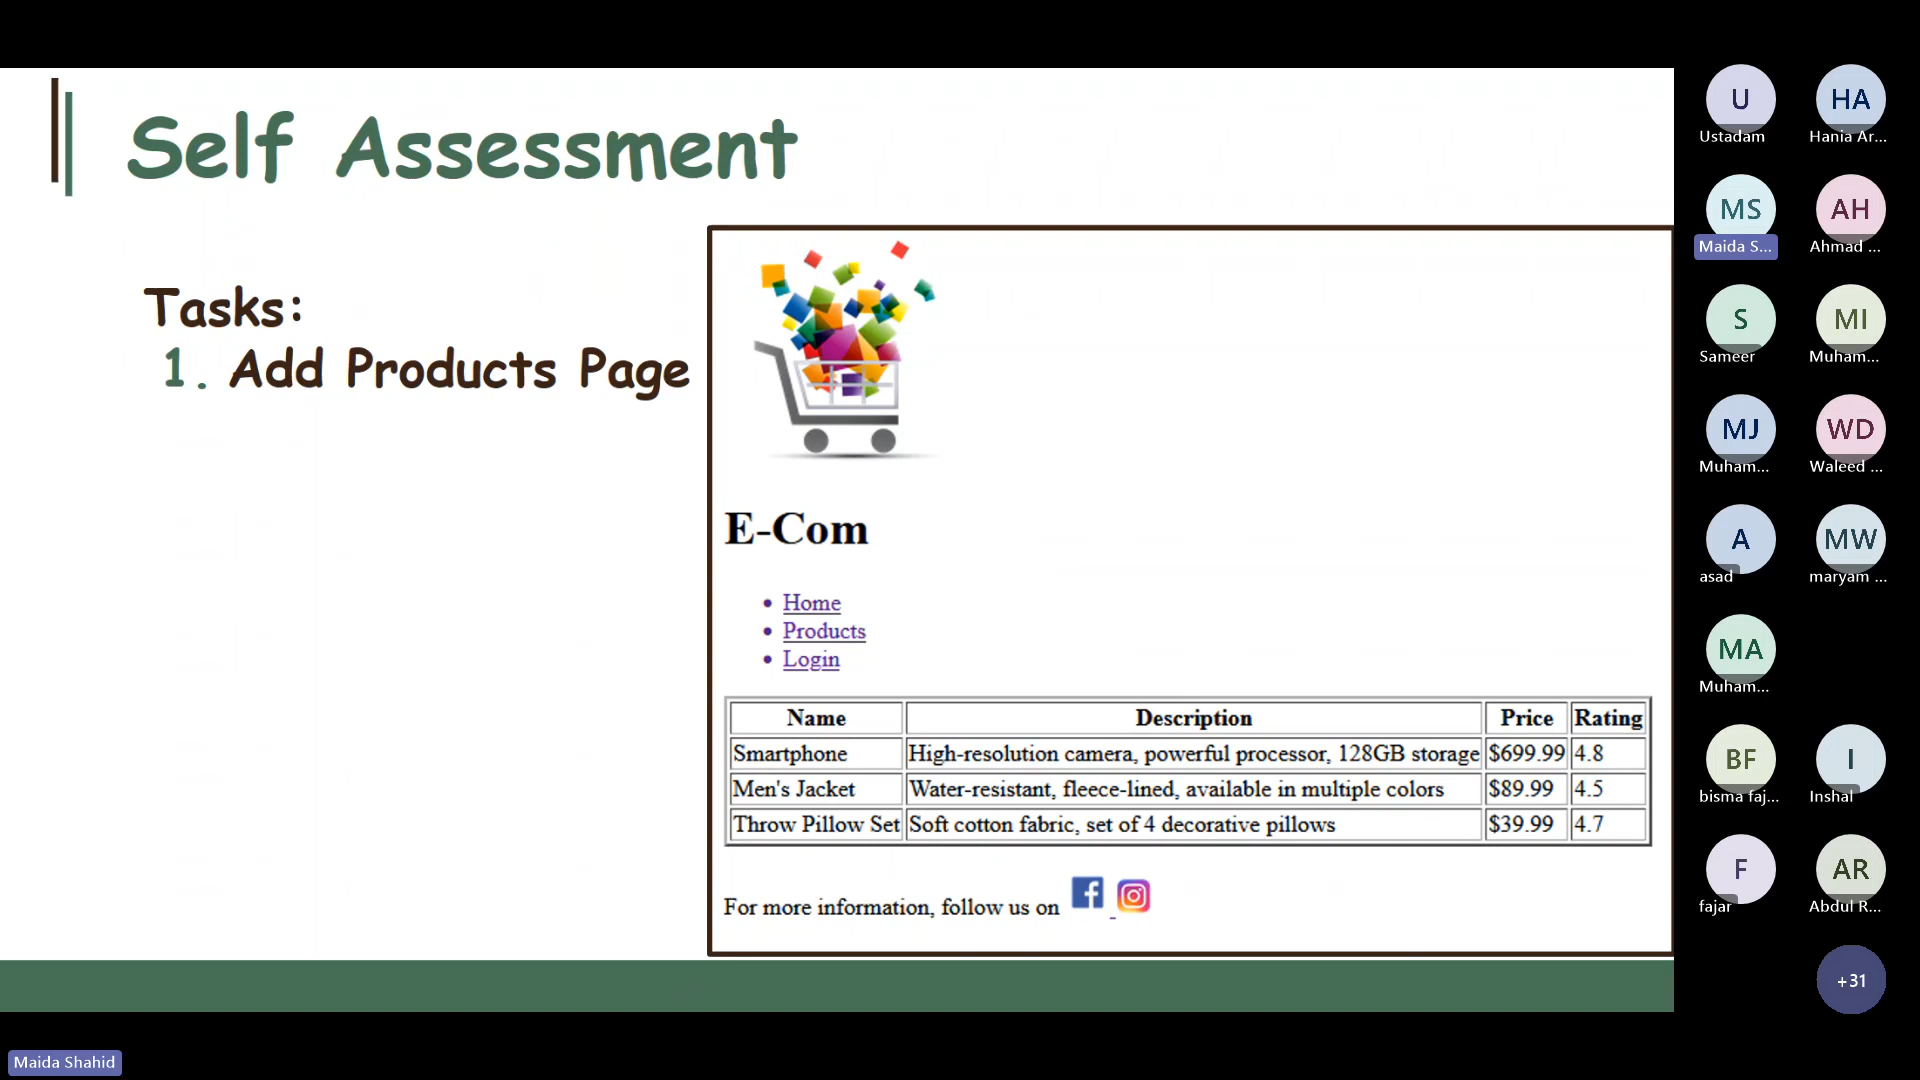 Self Assessment
Tasks:
1. Add Products Page
E-Com
• Home
• Products
• Login
Name Description Price Rating
Smartphone High-resolution camera, powerful processor, 128GB storage $699.99 4.8
Men's Jacket Water-resistant, fleece-lined, available in multiple colors $89.99 4.5
Throw Pillow Set Soft cotton fabric, set of 4 decorative pillows $39.99 4.7
For more information, follow us on
U HA
Ustadam Hania Ar...
MS AH
Maida S... Ahmad ...
S MI
Sameer Muham...
MJ WD
Muham... Waleed ...
A MW
asad maryam ...
MA
Muham...
BF I
bisma faj... Inshal
F AR
fajar Abdul R...
+31
Maida Shahid